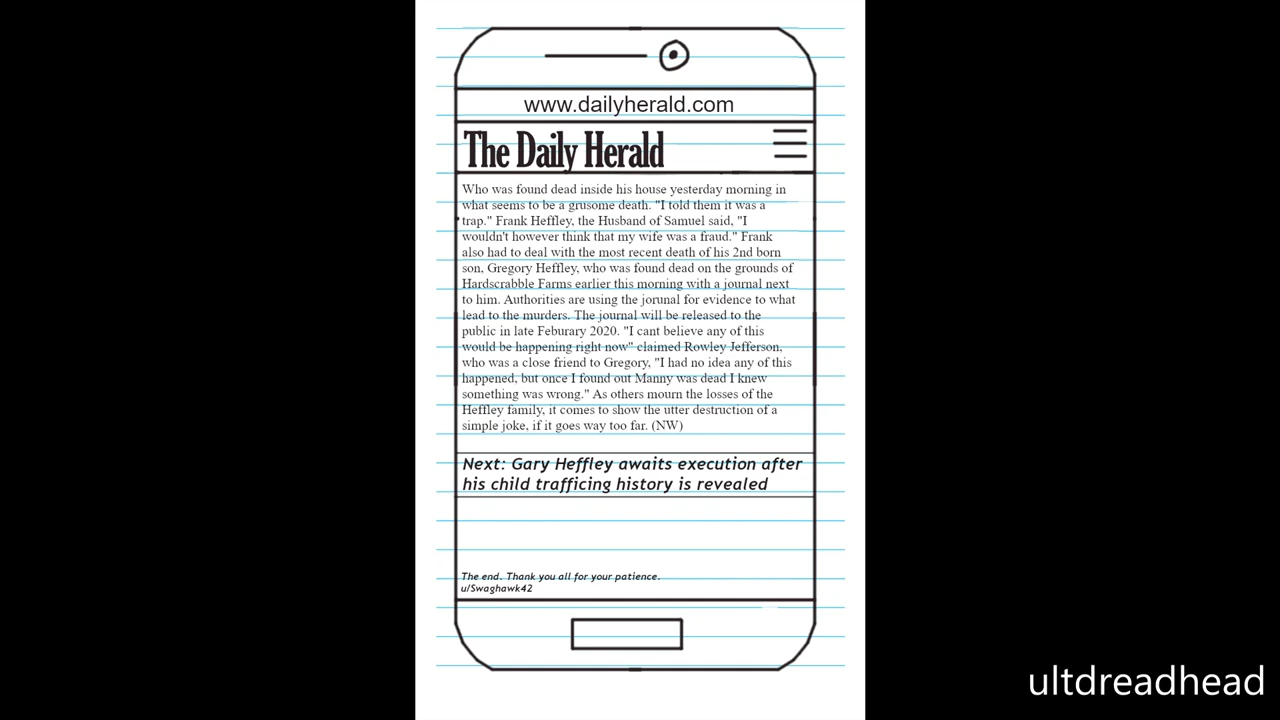 www.dailyherald.com
The Daily Herald
Who was found dead inside his house yesterday morning in
what seems to be a grusome death. "I told them it was a
trap." Frank Heffley, the Husband of Samuel said, "I
wouldn't however think that my wife was a fraud." Frank
also had to deal with the most recent death of his 2nd born
son, Gregory Heffley, who was found dead on the grounds of
Hardscrabble Farms earlier this morning with a journal next
to him. Authorities are using the jorunal for evidence to what
lead to the murders. The journal will be released to the
public in late Feburary 2020. "I cant believe any of this
would be happening right now" claimed Rowley Jefferson,
who was a close friend to Gregory, "I had no idea any of this
happened, but once I found out Manny was dead I knew
something was wrong." As others mourn the losses of the
Heffley family, it comes to show the utter destruction of a
simple joke, if it goes way too far. (NW)
Next: Gary Heffley awaits execution after
his child trafficing history is revealed
The end. Thank you all for your patience.
u/Swaghawk42
ultdreadhead